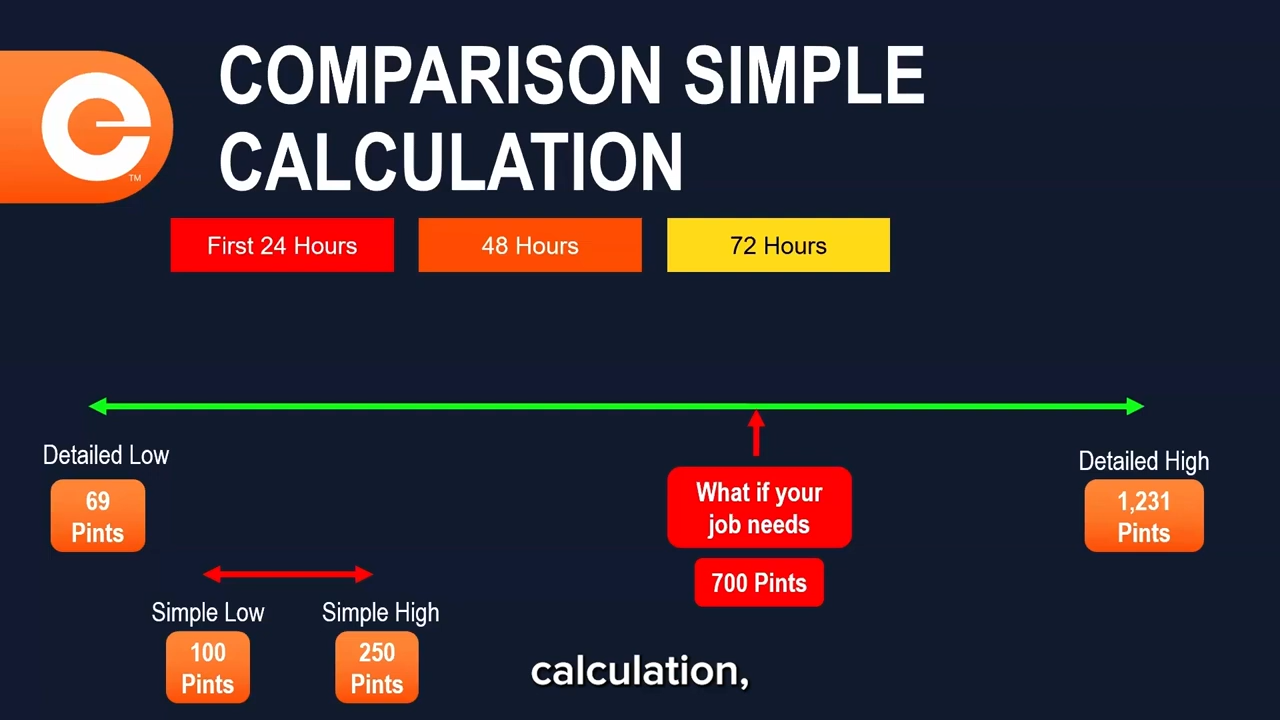 COMPARISON SIMPLE
CALCULATION
TM
First 24 Hours
48 Hours
72 Hours
Detailed Low
69
Pints
What if your
job needs
700 Pints
Detailed High
1,231
Pints
Simple Low
100
Pints
Simple High
250
Pints
calculation,